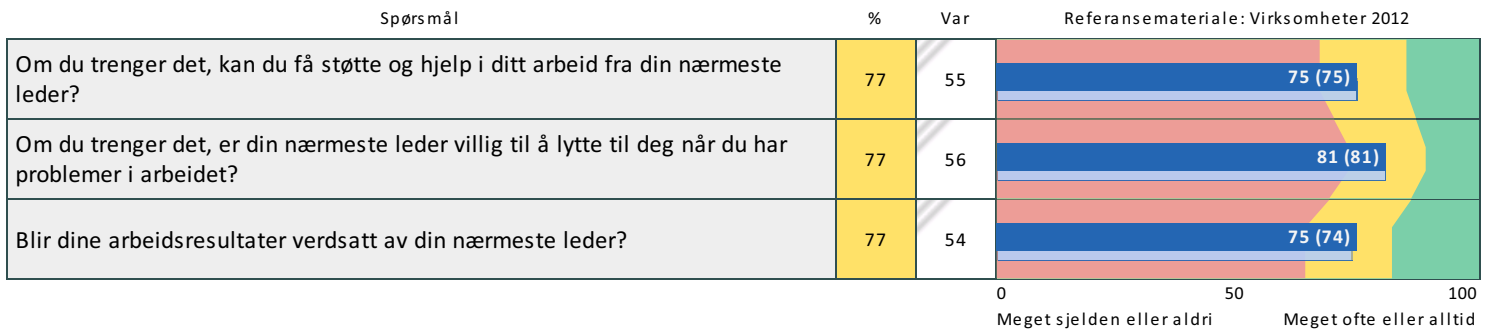 Spørsmål % Var Referansemateriale: Virksomheter 2012
Om du trenger det, kan du få støtte og hjelp i ditt arbeid fra din nærmeste
leder?
77 55 75 (75)
Om du trenger det, er din nærmeste leder villig til å lytte til deg når du har
problemer i arbeidet?
77 56 81 (81)
Blir dine arbeidsresultater verdsatt av din nærmeste leder? 77 54 75 (74)
0 50 100
Meget sjelden eller aldri Meget ofte eller alltid